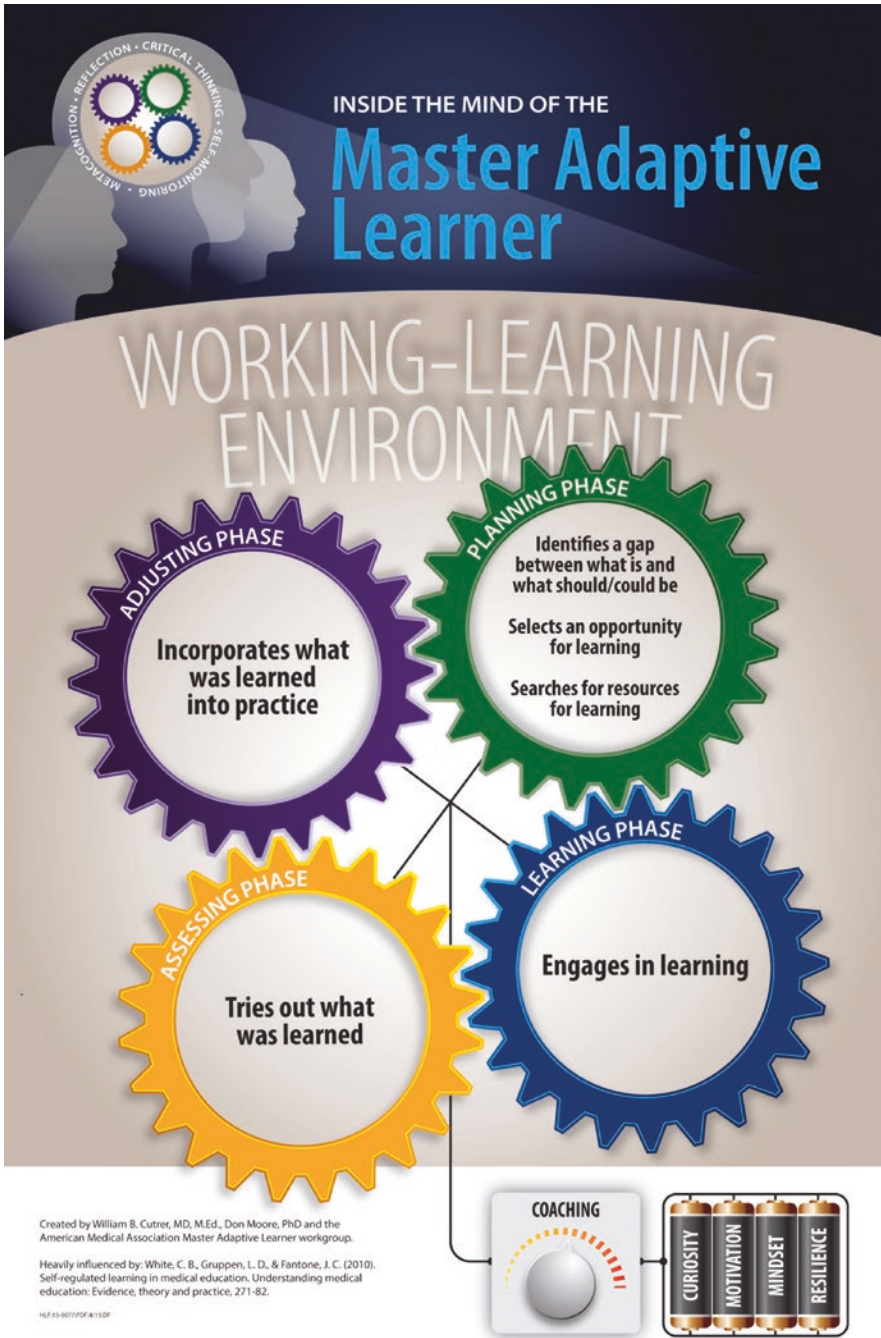 REFLECTION • CRITICAL THINKING • SELF-MONITORING • METACOGNITION •
INSIDE THE MIND OF THE
Master Adaptive
Learner
WORKING-LEARNING
ENVIRONMENT
ADJUSTING PHASE
Incorporates what
was learned
into practice
PLANNING PHASE
Identifies a gap
between what is and
what should/could be
Selects an opportunity
for learning
Searches for resources
for learning
ASSESSING PHASE
Tries out what
was learned
LEARNING PHASE
Engages in learning
COACHING
CURIOSITY
MOTIVATION
MINDSET
RESILIENCE
Created by William B. Cutrer, MD, M.Ed., Don Moore, PhD and the
American Medical Association Master Adaptive Learner workgroup.
Heavily influenced by: White, C. B., Gruppen, L. D., & Fantone, J. C. (2010).
Self-regulated learning in medical education. Understanding medical
education: Evidence, theory and practice, 271-82.